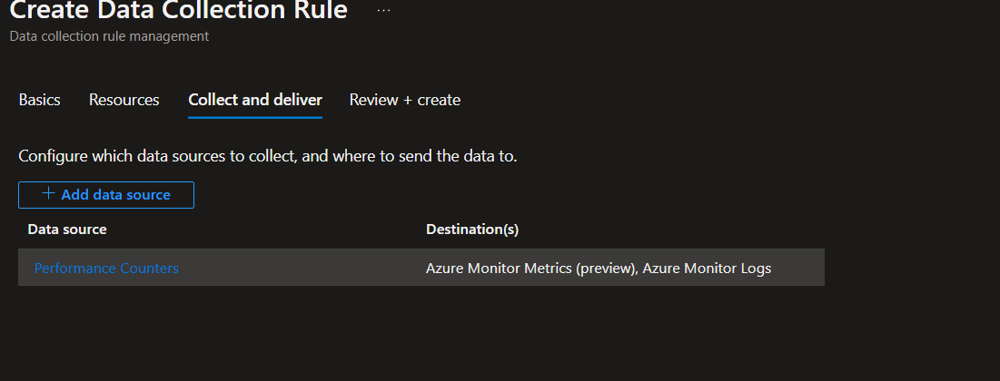 Create Data Collection Rule ...
Data collection rule management
Basics Resources Collect and deliver Review + create
Configure which data sources to collect, and where to send the data to.
+ Add data source
Data source Destination(s)
Performance Counters Azure Monitor Metrics (preview), Azure Monitor Logs